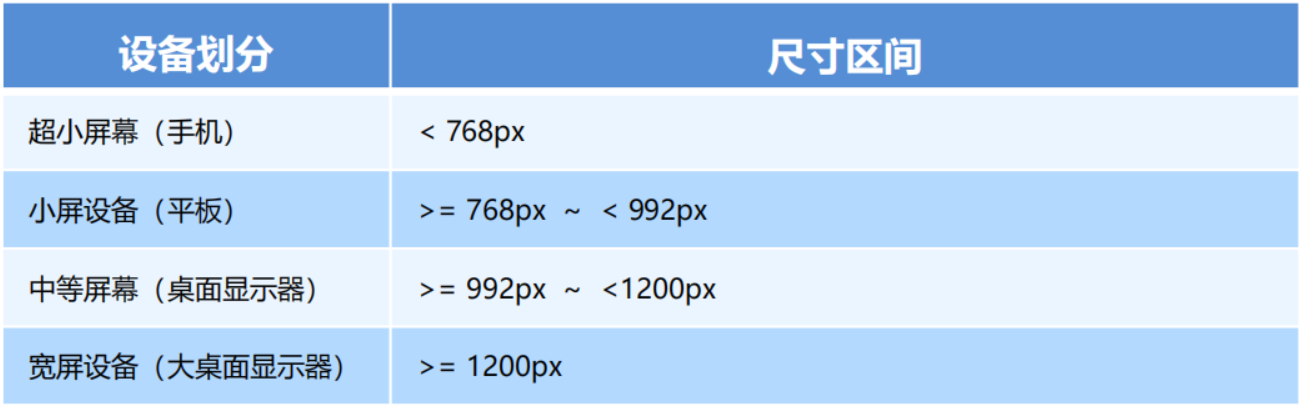 设备划分 尺寸区间
超小屏幕（手机） < 768px
小屏设备（平板） >= 768px ~ < 992px
中等屏幕（桌面显示器） >= 992px ~ <1200px
宽屏设备（大桌面显示器） >= 1200px